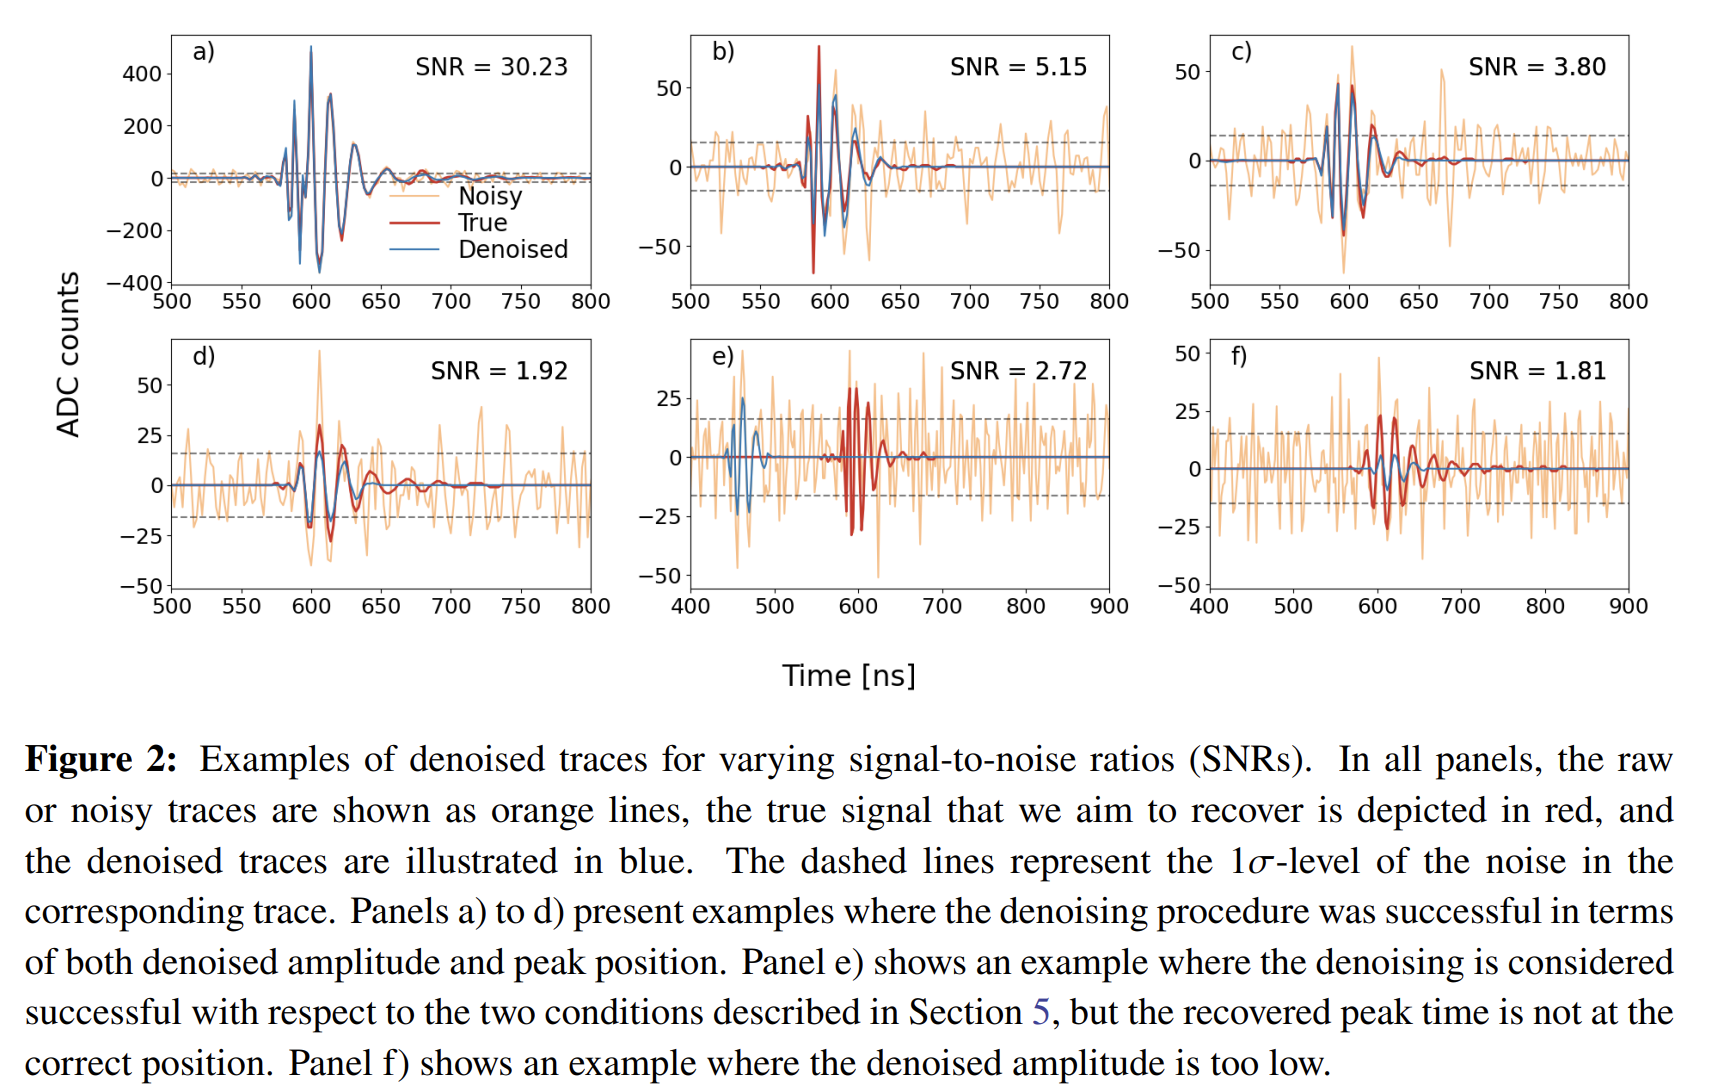 a)
SNR = 30.23
400
200
0
−200
−400
Noisy
True
Denoised
500 550 600 650 700 750 800
b)
SNR = 5.15
50
0
−50
500 550 600 650 700 750 800
c)
SNR = 3.80
50
0
−50
500 550 600 650 700 750 800
ADC counts
d)
SNR = 1.92
50
25
0
−25
−50
500 550 600 650 700 750 800
e)
SNR = 2.72
25
0
−25
−50
400 500 600 700 800 900
f)
SNR = 1.81
50
25
0
−25
−50
400 500 600 700 800 900
Time [ns]
Figure 2: Examples of denoised traces for varying signal-to-noise ratios (SNRs). In all panels, the raw
or noisy traces are shown as orange lines, the true signal that we aim to recover is depicted in red, and
the denoised traces are illustrated in blue. The dashed lines represent the 1σ-level of the noise in the
corresponding trace. Panels a) to d) present examples where the denoising procedure was successful in terms
of both denoised amplitude and peak position. Panel e) shows an example where the denoising is considered
successful with respect to the two conditions described in Section 5, but the recovered peak time is not at the
correct position. Panel f) shows an example where the denoised amplitude is too low.